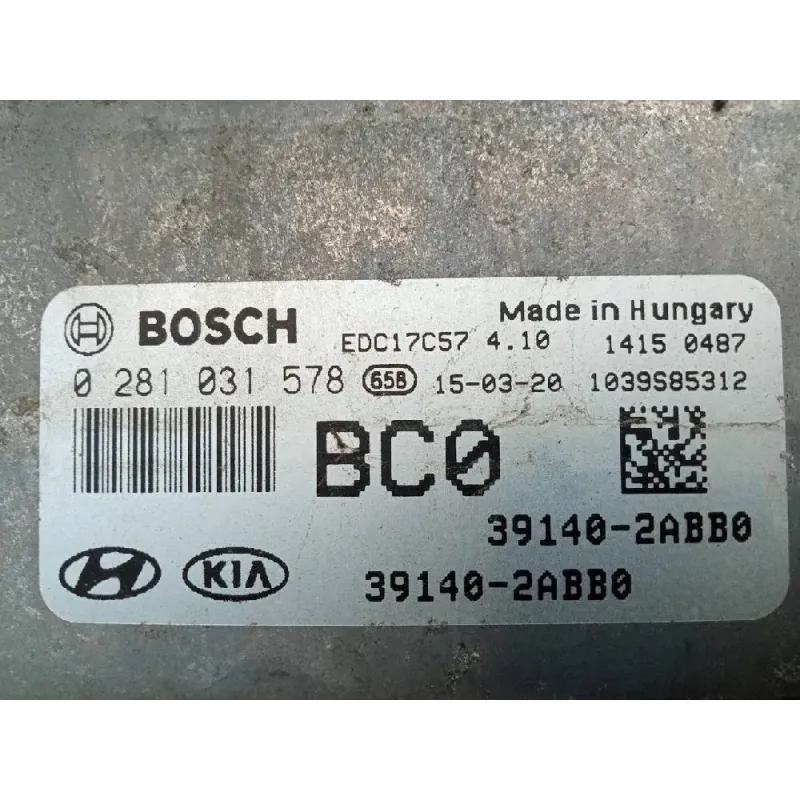 BOSCH
Made in Hungary
EDC17C57 4.10
1415 0487
0 281 031 578 65B 15-03-20 1039S85312
BC0
39140-2ABB0
KIA 39140-2ABB0